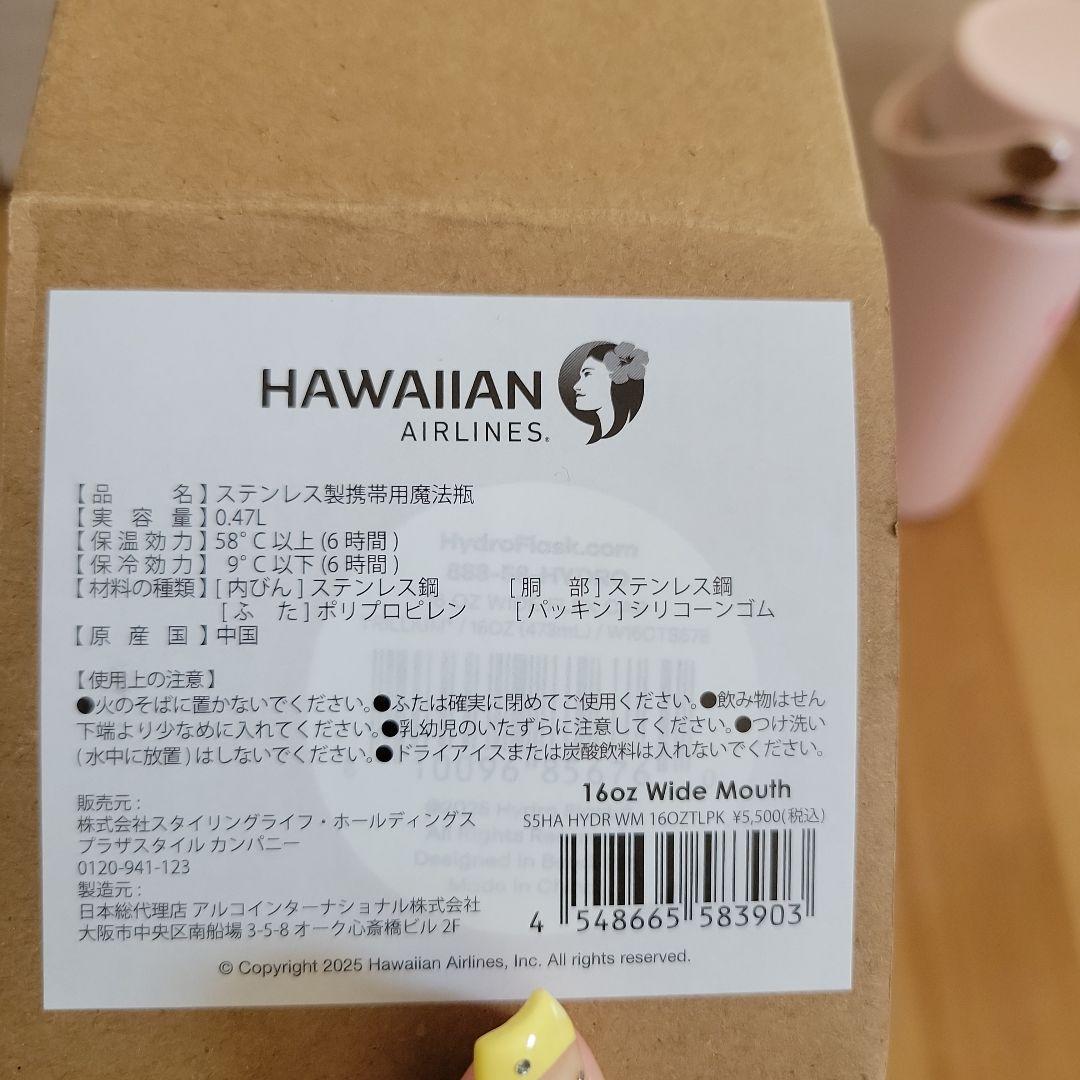 HAWAIIAN
AIRLINES®
【品 名】ステンレス製携帯用魔法瓶
【実 容 量】0.47L
【保温効力】58°C以上(6時間)
【保冷効力】 9°C以下(6時間)
【材料の種類】[内びん]ステンレス鋼 [胴 部]ステンレス鋼
[ふ た]ポリプロピレン [パッキン]シリコーンゴム
【原 産 国】中国
HydroFlask.com
【使用上の注意】
●火のそばに置かないでください。●ふたは確実に閉めてご使用ください。●飲み物はせん
下端より少なめに入れてください。●乳幼児のいたずらに注意してください。●つけ洗い
(水中に放置)はしないでください。●ドライアイスまたは炭酸飲料は入れないでください。
16oz Wide Mouth
S5HA HYDR WM 16OZTLPK ¥5,500(税込)
販売元:
株式会社スタイリングライフ・ホールディングス
プラザスタイル カンパニー
0120-941-123
製造元:
日本総代理店 アルコインターナショナル株式会社
大阪市中央区南船場 3-5-8 オーク心斎橋ビル 2F
4 548665 583903
© Copyright 2025 Hawaiian Airlines, Inc. All rights reserved.